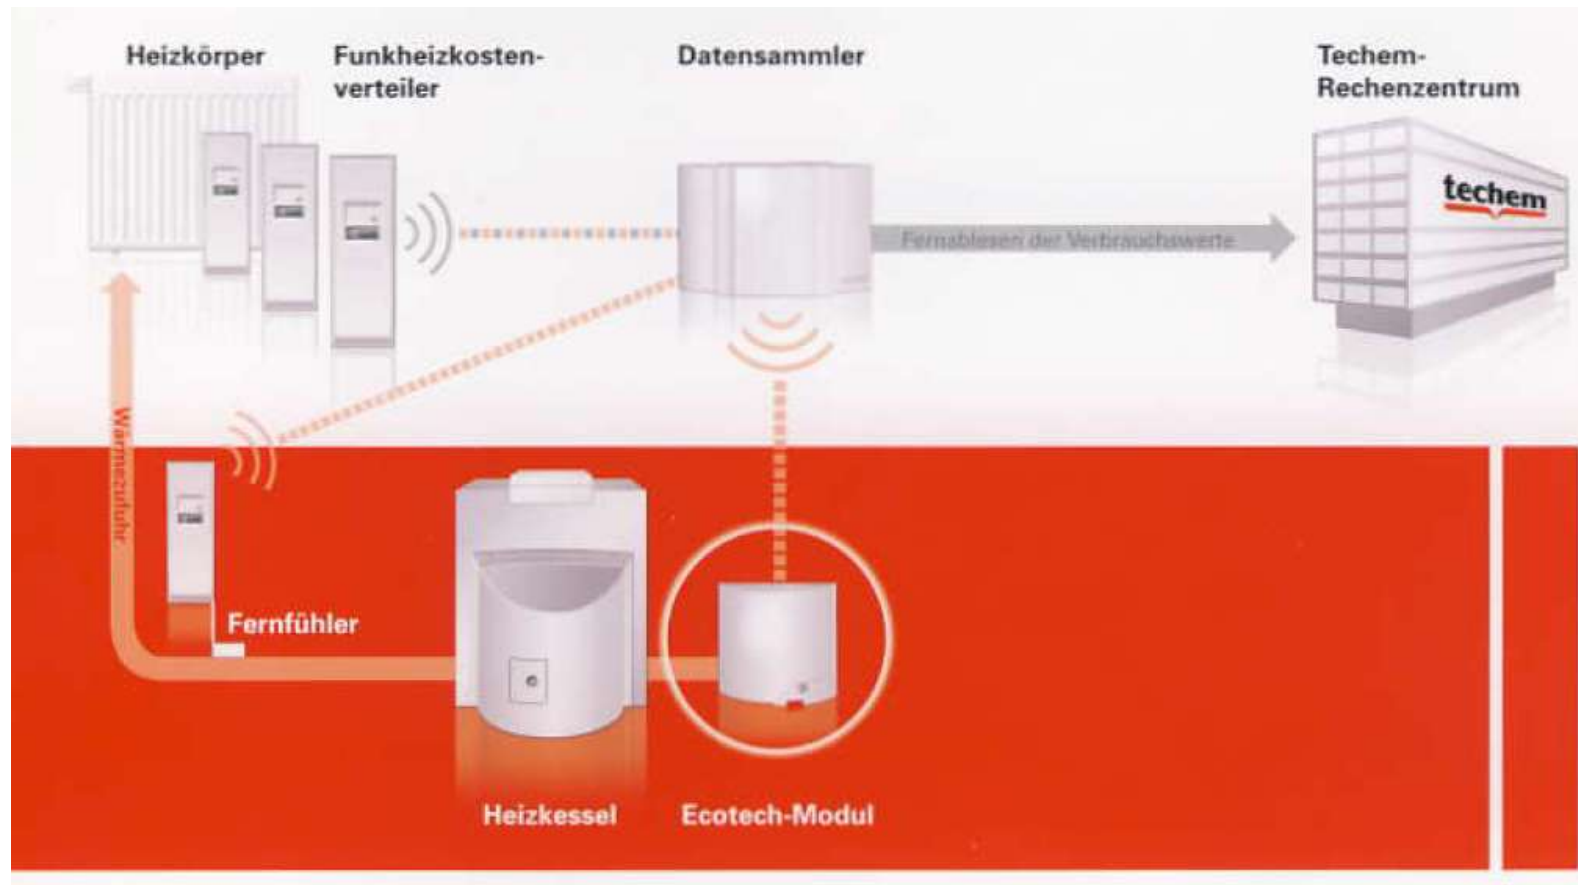 Heizkörper
Funkheizkosten-
verteiler
Datensammler
Techem-
Rechenzentrum
techem
Fernablesen der Verbrauchswerte
Wärmezufuhr
Fernfühler
Heizkessel
Ecotech-Modul